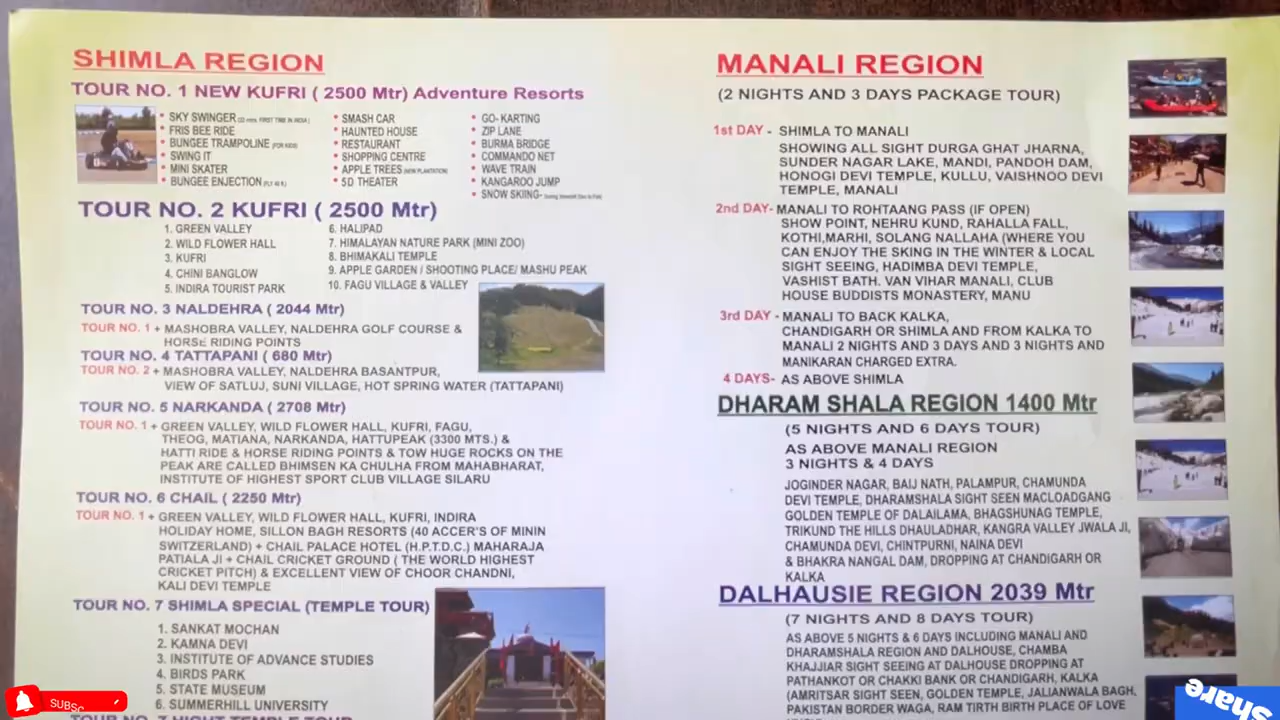 SHIMLA REGION
TOUR NO. 1 NEW KUFRI ( 2500 Mtr) Adventure Resorts
SKY SWINGER
FRIS BEE RIDE
BUNGEE TRAMPOLINE (FOR KIDS)
SWING IT
MINI SKATER
BUNGEE ENJECTION
SMASH CAR
HAUNTED HOUSE
RESTAURANT
SHOPPING CENTRE
APPLE TREES (NEW PLANTATION)
5D THEATER
GO- KARTING
ZIP LANE
BURMA BRIDGE
COMMANDO NET
WAVE TRAIN
KANGAROO JUMP
SNOW SKIING-
TOUR NO. 2 KUFRI ( 2500 Mtr)
1. GREEN VALLEY
2. WILD FLOWER HALL
3. KUFRI
4. CHINI BANGLOW
5. INDIRA TOURIST PARK
6. HALIPAD
7. HIMALAYAN NATURE PARK (MINI ZOO)
8. BHIMAKALI TEMPLE
9. APPLE GARDEN / SHOOTING PLACE/ MASHU PEAK
10. FAGU VILLAGE & VALLEY
TOUR NO. 3 NALDEHRA ( 2044 Mtr)
TOUR NO. 1 + MASHOBRA VALLEY, NALDEHRA GOLF COURSE &
HORSE RIDING POINTS
TOUR NO. 4 TATTAPANI ( 680 Mtr)
TOUR NO. 2 + MASHOBRA VALLEY, NALDEHRA BASANTPUR,
VIEW OF SATLUJ, SUNI VILLAGE, HOT SPRING WATER (TATTAPANI)
TOUR NO. 5 NARKANDA ( 2708 Mtr)
TOUR NO. 1 + GREEN VALLEY, WILD FLOWER HALL, KUFRI, FAGU,
THEOG, MATIANA, NARKANDA, HATTUPEAK (3300 MTS.) &
HATTI RIDE & HORSE RIDING POINTS & TOW HUGE ROCKS ON THE
PEAK ARE CALLED BHIMSEN KA CHULHA FROM MAHABHARAT,
INSTITUTE OF HIGHEST SPORT CLUB VILLAGE SILARU
TOUR NO. 6 CHAIL ( 2250 Mtr)
TOUR NO. 1 + GREEN VALLEY, WILD FLOWER HALL, KUFRI, INDIRA
HOLIDAY HOME, SILLON BAGH RESORTS (40 ACCER'S OF MININ
SWITZERLAND) + CHAIL PALACE HOTEL (H.P.T.D.C.) MAHARAJA
PATIALA JI + CHAIL CRICKET GROUND ( THE WORLD HIGHEST
CRICKET PITCH) & EXCELLENT VIEW OF CHOOR CHANDNI,
KALI DEVI TEMPLE
TOUR NO. 7 SHIMLA SPECIAL (TEMPLE TOUR)
1. SANKAT MOCHAN
2. KAMNA DEVI
3. INSTITUTE OF ADVANCE STUDIES
4. BIRDS PARK
5. STATE MUSEUM
6. SUMMERHILL UNIVERSITY
MANALI REGION
(2 NIGHTS AND 3 DAYS PACKAGE TOUR)
1st DAY - SHIMLA TO MANALI
SHOWING ALL SIGHT DURGA GHAT JHARNA,
SUNDER NAGAR LAKE, MANDI, PANDOH DAM,
HONOGI DEVI TEMPLE, KULLU, VAISHNOO DEVI
TEMPLE, MANALI
2nd DAY- MANALI TO ROHTAANG PASS (IF OPEN)
SHOW POINT, NEHRU KUND, RAHALLA FALL,
KOTHI,MARHI, SOLANG NALLAHA (WHERE YOU
CAN ENJOY THE SKING IN THE WINTER & LOCAL
SIGHT SEEING, HADIMBA DEVI TEMPLE,
VASHIST BATH. VAN VIHAR MANALI, CLUB
HOUSE BUDDISTS MONASTERY, MANU
3rd DAY - MANALI TO BACK KALKA,
CHANDIGARH OR SHIMLA AND FROM KALKA TO
MANALI 2 NIGHTS AND 3 DAYS AND 3 NIGHTS AND
MANIKARAN CHARGED EXTRA.
4 DAYS- AS ABOVE SHIMLA
DHARAM SHALA REGION 1400 Mtr
(5 NIGHTS AND 6 DAYS TOUR)
AS ABOVE MANALI REGION
3 NIGHTS & 4 DAYS
JOGINDER NAGAR, BAIJ NATH, PALAMPUR, CHAMUNDA
DEVI TEMPLE, DHARAMSHALA SIGHT SEEN MACLOADGANG
GOLDEN TEMPLE OF DALAILAMA, BHAGSHUNAG TEMPLE,
TRIKUND THE HILLS DHAULADHAR, KANGRA VALLEY JWALA JI,
CHAMUNDA DEVI, CHINTPURNI, NAINA DEVI
& BHAKRA NANGAL DAM, DROPPING AT CHANDIGARH OR
KALKA
DALHAUSIE REGION 2039 Mtr
(7 NIGHTS AND 8 DAYS TOUR)
AS ABOVE 5 NIGHTS & 6 DAYS INCLUDING MANALI AND
DHARAMSHALA REGION AND DALHOUSE, CHAMBA
KHAJJIAR SIGHT SEEING AT DALHOUSE DROPPING AT
PATHANKOT OR CHAKKI BANK OR CHANDIGARH, KALKA
(AMRITSAR SIGHT SEEN, GOLDEN TEMPLE, JALIANWALA BAGH,
PAKISTAN BORDER WAGA, RAM TIRTH BIRTH PLACE OF LOVE
SUBSC
share